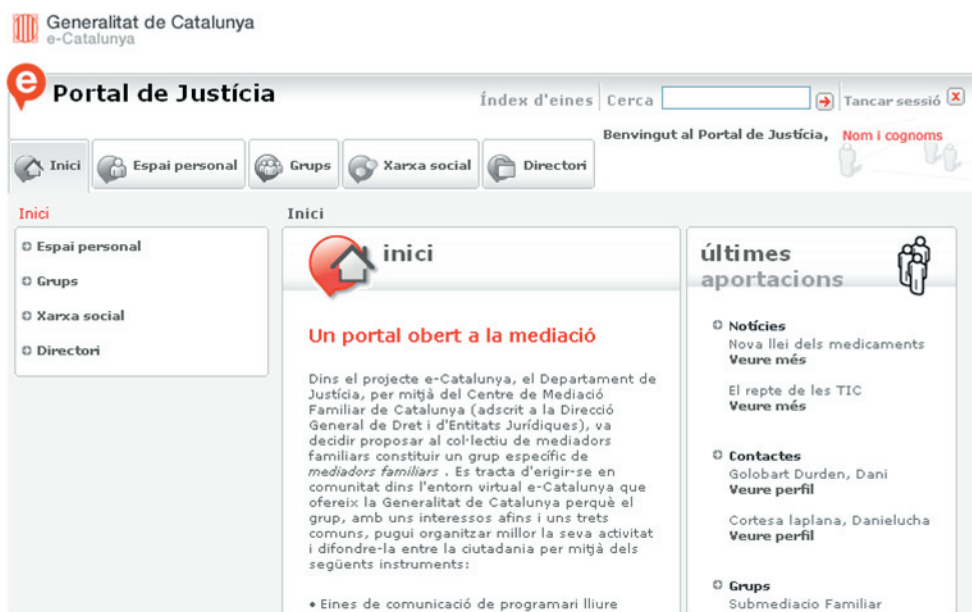 Generalitat de Catalunya
e-Catalunya
e
Portal de Justícia
Índex d'eines
Cerca
Tancar sessió
Benvingut al Portal de Justícia, Nom i cognoms
Inici
Espai personal
Grups
Xarxa social
Directori
Inici
Espai personal
Grups
Xarxa social
Directori
Inici
inici
Un portal obert a la mediació
Dins el projecte e-Catalunya, el Departament de
Justícia, per mitjà del Centre de Mediació
Familiar de Catalunya (adscrit a la Direcció
General de Dret i d'Entitats Jurídiques), va
decidir proposar al col·lectiu de mediadors
familiars constituir un grup específic de
mediadors familiars . Es tracta d'erigir-se en
comunitat dins l'entorn virtual e-Catalunya que
ofereix la Generalitat de Catalunya perquè el
grup, amb uns interessos afins i uns trets
comuns, pugui organitzar millor la seva activitat
i difondre-la entre la ciutadania per mitjà dels
següents instruments:
• Eines de comunicació de programari lliure
últimes
aportacions
Notícies
Nova llei dels medicaments
Veure més
El repte de les TIC
Veure més
Contactes
Golobart Durden, Dani
Veure perfil
Cortesa laplana, Danielucha
Veure perfil
Grups
Submediacio Familiar